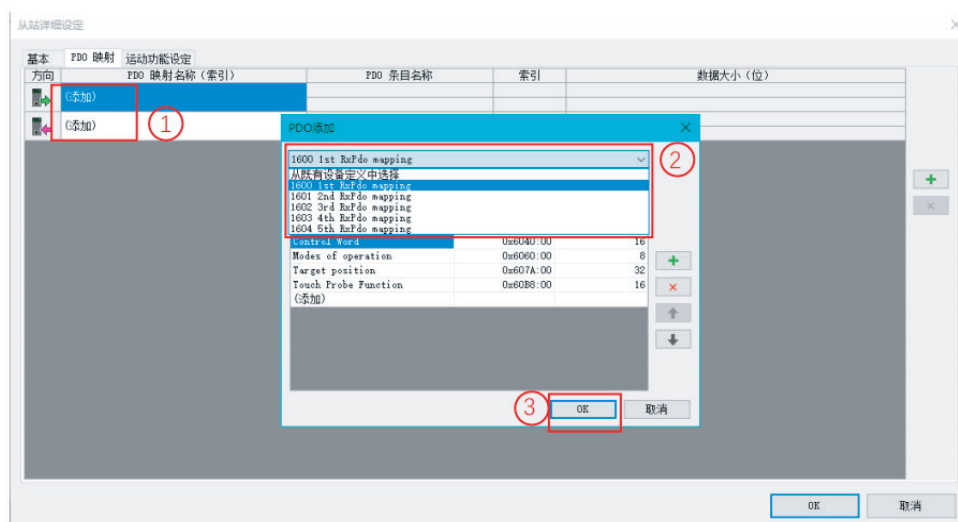 从站详细设定
基本 PDO 映射 运动功能设定
方向 PDO 映射名称（索引） PDO 条目名称 索引 数据大小（位）
(添加)
(添加)
①
PDO添加
1600 1st RxPdo mapping
②
从既有设备定义中选择
1600 1st RxPdo mapping
1601 2nd RxPdo mapping
1602 3rd RxPdo mapping
1603 4th RxPdo mapping
1604 5th RxPdo mapping
Control Word 0x6040:00 16
Modes of operation 0x6060:00 8
Target position 0x607A:00 32
Touch Probe Function 0x60B8:00 16
(添加)
③
OK 取消
OK 取消